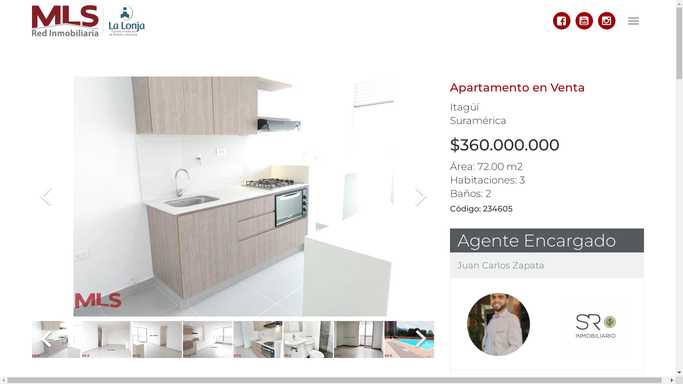 MLS
Red Inmobiliaria
La Lonja
Apartamento en Venta
Itagüí
Suramérica
$360.000.000
Área: 72.00 m2
Habitaciones: 3
Baños: 2
Código: 234605
Agente Encargado
Juan Carlos Zapata
SR
INMOBILIARIO
MLS